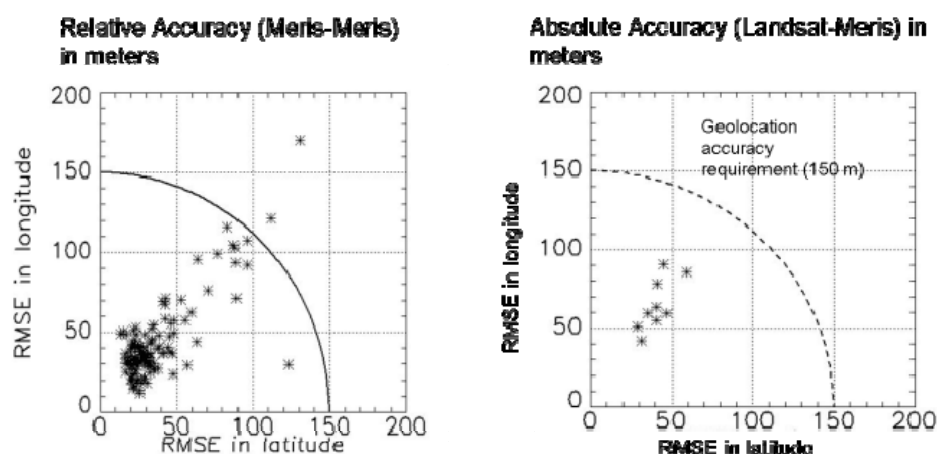 Relative Accuracy (Meris-Meris)
in meters
200
150
100
50
0
0 50 100 150 200
RMSE in longitude
RMSE in latitude
Absolute Accuracy (Landsat-Meris) in
meters
200
150
100
50
0
0 50 100 150 200
Geolocation
accuracy
requirement (150 m)
RMSE in longitude
RMSE in latitude